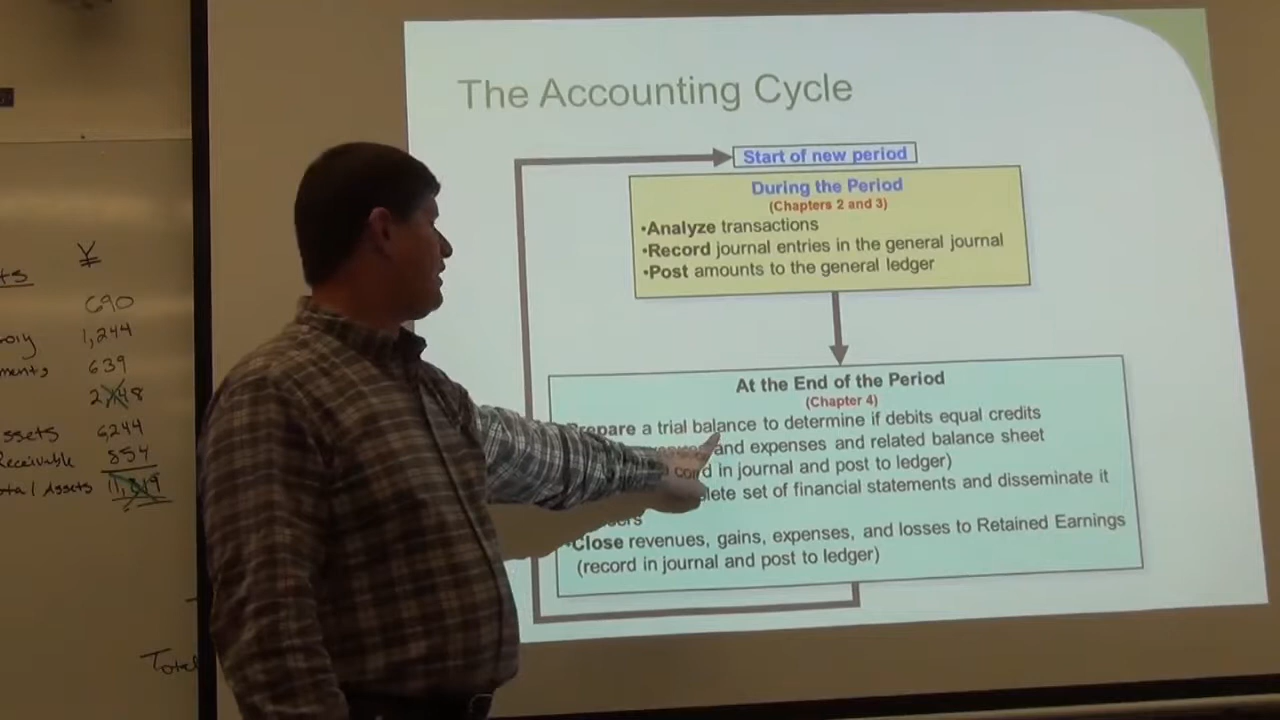 The Accounting Cycle
Start of new period
During the Period
(Chapters 2 and 3)
•Analyze transactions
•Record journal entries in the general journal
•Post amounts to the general ledger
At the End of the Period
(Chapter 4)
a trial balance to determine if debits equal credits
and expenses and related balance sheet
in journal and post to ledger)
set of financial statements and disseminate it
•Close revenues, gains, expenses, and losses to Retained Earnings
(record in journal and post to ledger)
¥
690
1,244
639
6,244
Receivable 854
Assets
Total